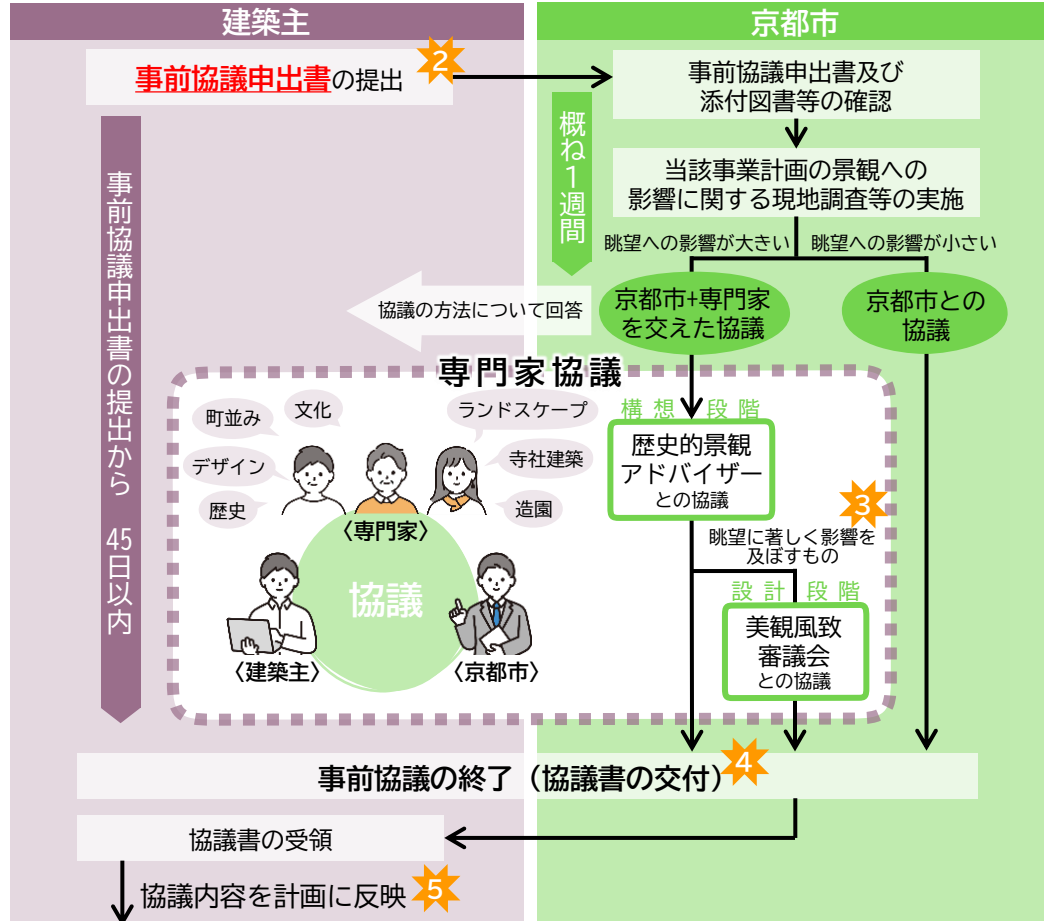 建築主
京都市
事前協議申出書の提出
2
事前協議申出書及び
添付図書等の確認
概ね1週間
当該事業計画の景観への
影響に関する現地調査等の実施
眺望への影響が大きい
眺望への影響が小さい
京都市+専門家
を交えた協議
京都市との
協議
協議の方法について回答
事前協議申出書の提出から 45日以内
専門家協議
町並み
文化
ランドスケープ
デザイン
寺社建築
歴史
造園
〈専門家〉
協議
〈建築主〉
〈京都市〉
構想段階
歴史的景観
アドバイザー
との協議
3
眺望に著しく影響を
及ぼすもの
設計段階
美観風致
審議会
との協議
事前協議の終了（協議書の交付）
4
協議書の受領
協議内容を計画に反映
5